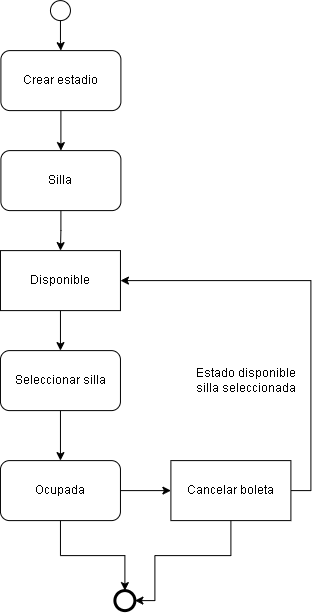 Crear estadio
Silla
Disponible
Seleccionar silla
Estado disponible
silla seleccionada
Ocupada
Cancelar boleta